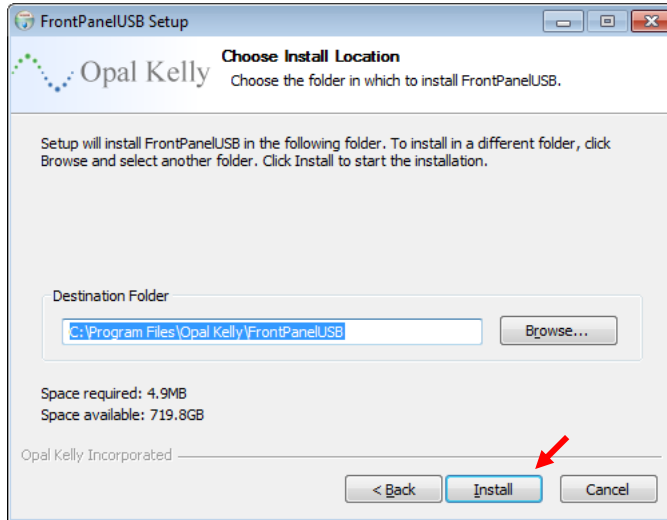 FrontPanelUSB Setup
Opal Kelly
Choose Install Location
Choose the folder in which to install FrontPanelUSB.
Setup will install FrontPanelUSB in the following folder. To install in a different folder, click
Browse and select another folder. Click Install to start the installation.
Destination Folder
C:\Program Files\Opal Kelly\FrontPanelUSB
Browse...
Space required: 4.9MB
Space available: 719.8GB
Opal Kelly Incorporated
< Back
Install
Cancel